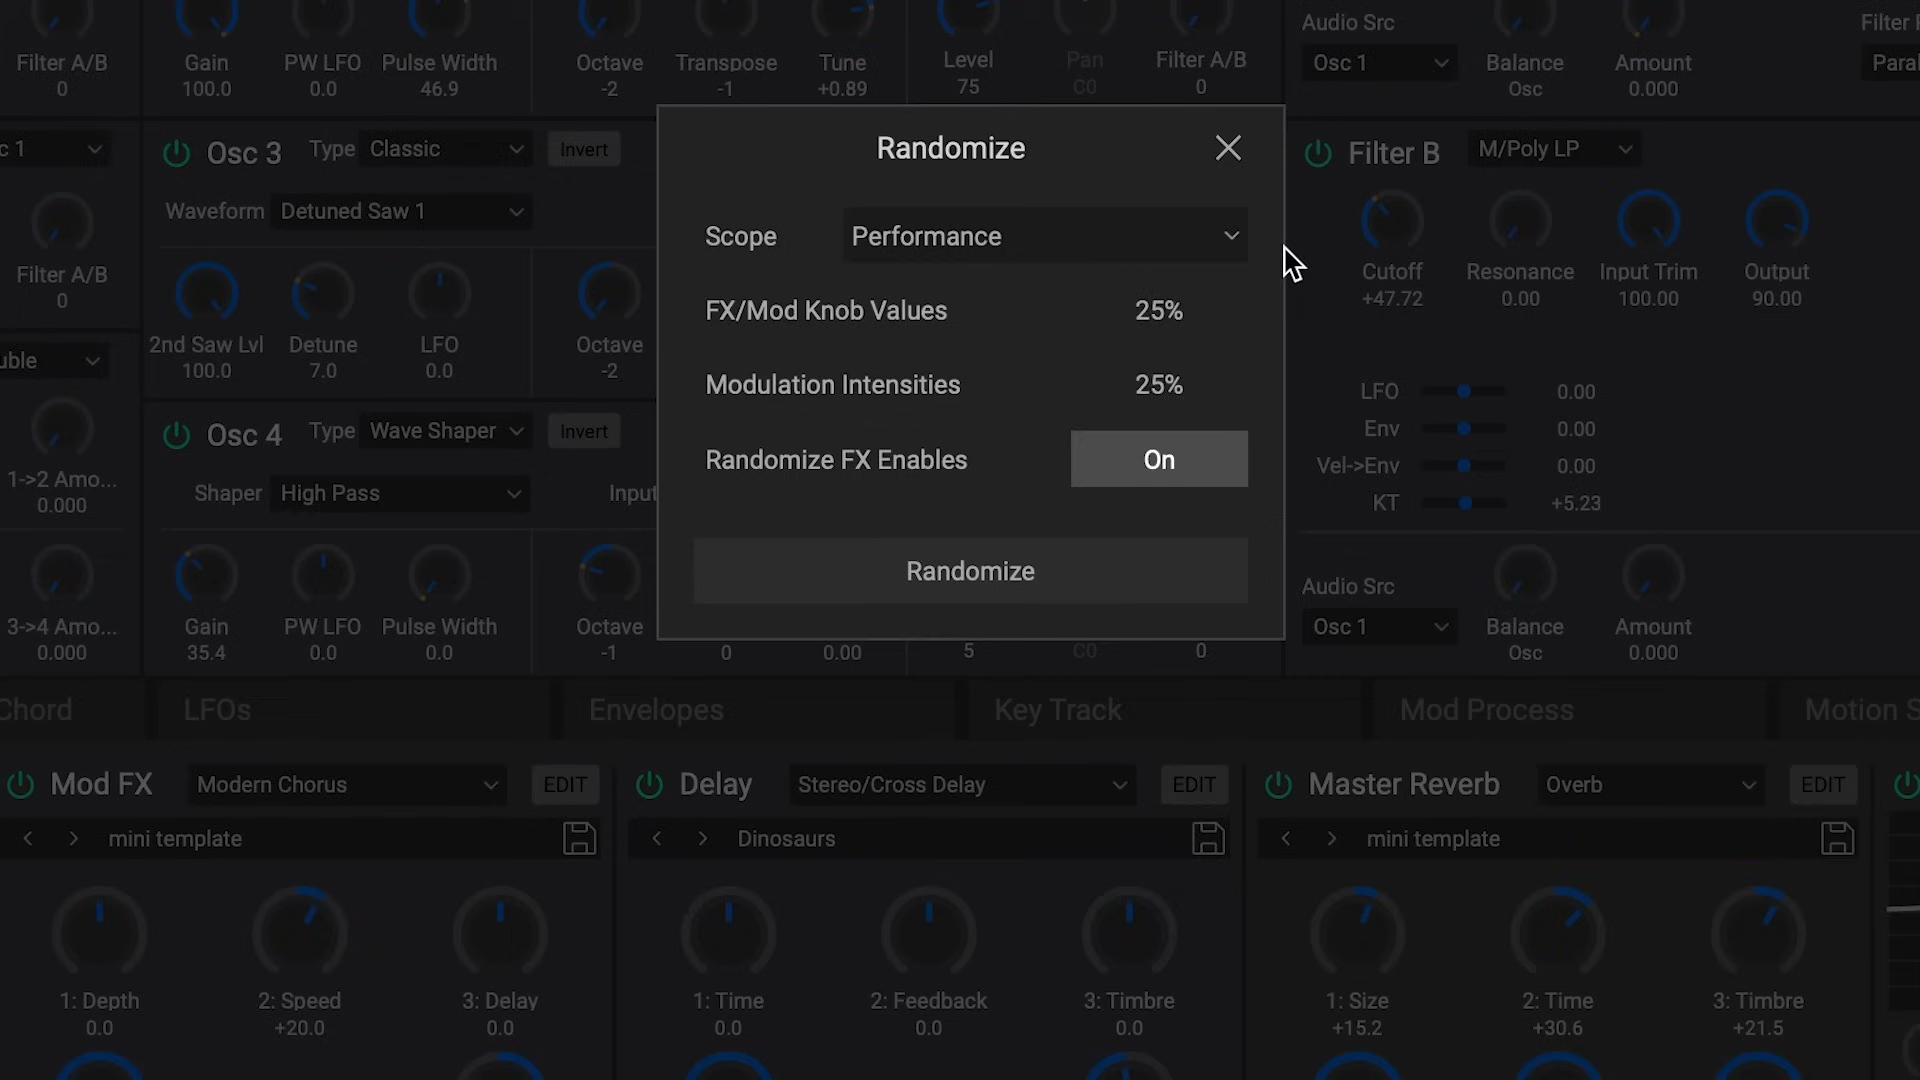 Filter A/B
0
Gain
100.0
PW LFO
0.0
Pulse Width
46.9
Octave
-2
Transpose
-1
Tune
+0.89
Level
75
Pan
C0
Filter A/B
0
Audio Src
Osc 1
Balance
Osc
Amount
0.000
Filter
Paral
c 1
Filter A/B
0
uble
1->2 Amo...
0.000
3->4 Amo...
0.000
Osc 3
Type Classic
Invert
Waveform Detuned Saw 1
2nd Saw Lvl
100.0
Detune
7.0
LFO
0.0
Octave
-2
Osc 4
Type Wave Shaper
Invert
Shaper High Pass
Input
Gain
35.4
PW LFO
0.0
Pulse Width
0.0
Octave
-1
0
0.00
5
C0
0
Randomize
Scope Performance
FX/Mod Knob Values 25%
Modulation Intensities 25%
Randomize FX Enables On
Randomize
Filter B
M/Poly LP
Cutoff
+47.72
Resonance
0.00
Input Trim
100.00
Output
90.00
LFO 0.00
Env 0.00
Vel->Env 0.00
KT +5.23
Audio Src
Osc 1
Balance
Osc
Amount
0.000
Chord
LFOs
Envelopes
Key Track
Mod Process
Motion S
Mod FX
Modern Chorus
EDIT
< > mini template
1: Depth
0.0
2: Speed
+20.0
3: Delay
0.0
Delay
Stereo/Cross Delay
EDIT
< > Dinosaurs
1: Time
0.0
2: Feedback
0.0
3: Timbre
0.0
Master Reverb
Overb
EDIT
< > mini template
1: Size
+15.2
2: Time
+30.6
3: Timbre
+21.5